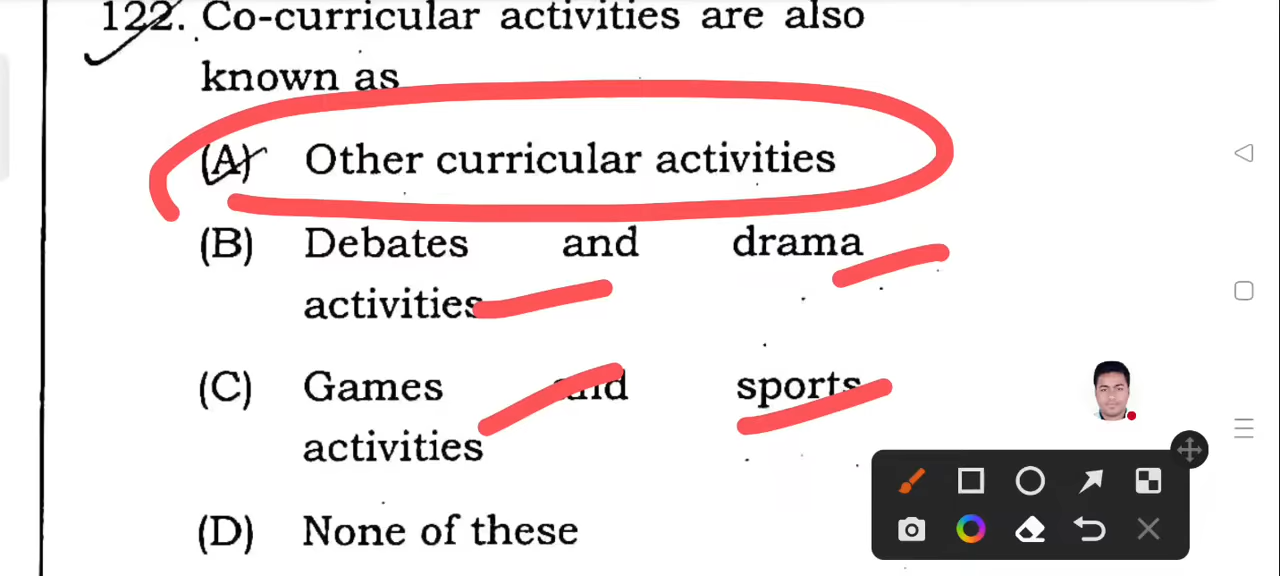 122. Co-curricular activities are also
known as
(A) Other curricular activities
(B) Debates and drama
activities
(C) Games and sports
activities
(D) None of these